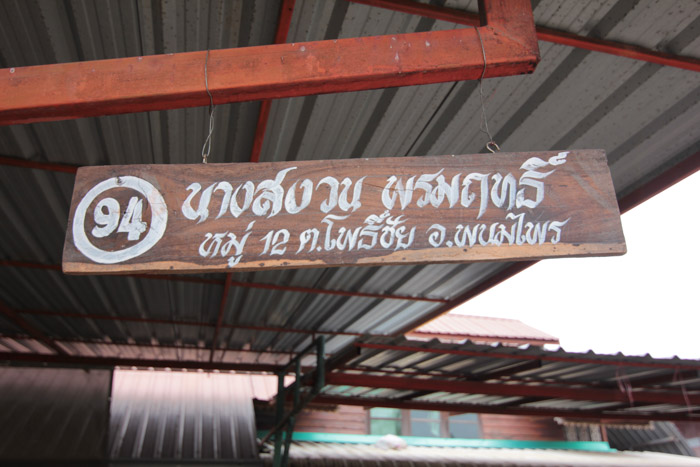 94 นางสงวน พรมฤทธิ์
หมู่ 12 ต.โพธิ์ชัย อ.พนมไพร